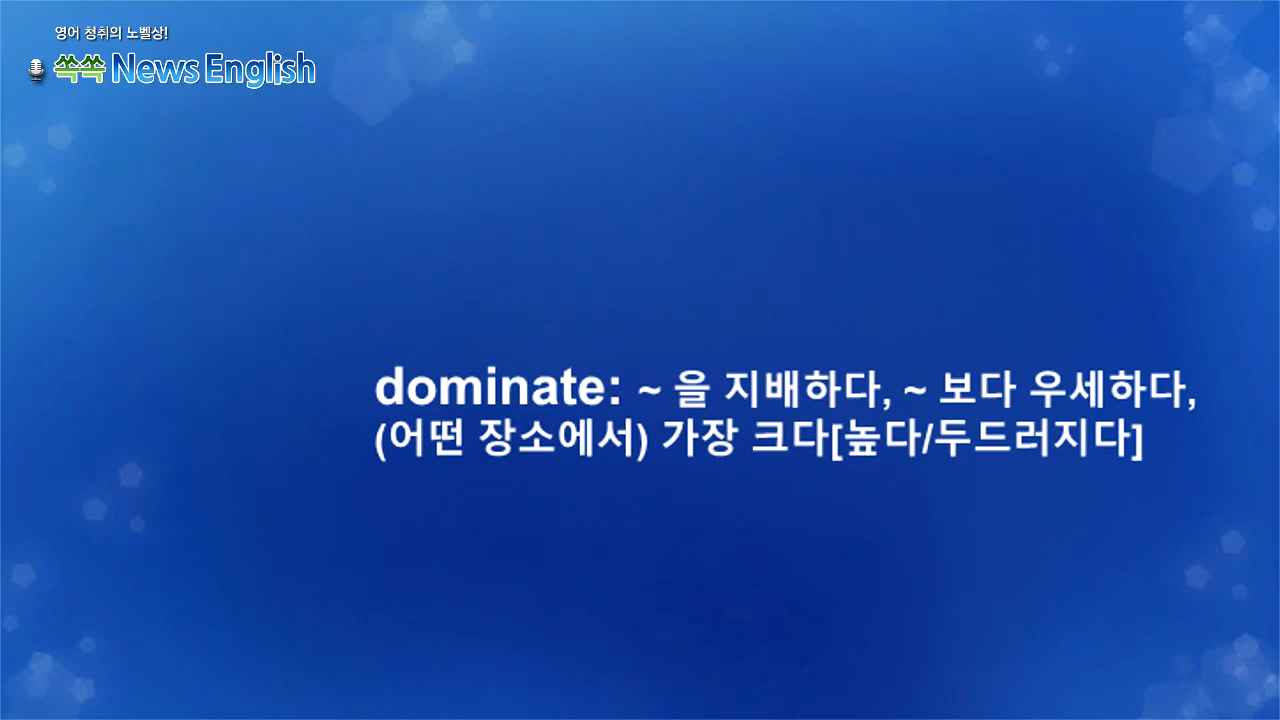 영어 청취의 노벨상!
쏙쏙 News English
dominate: ~ 을 지배하다, ~ 보다 우세하다,
(어떤 장소에서) 가장 크다[높다/두드러지다]